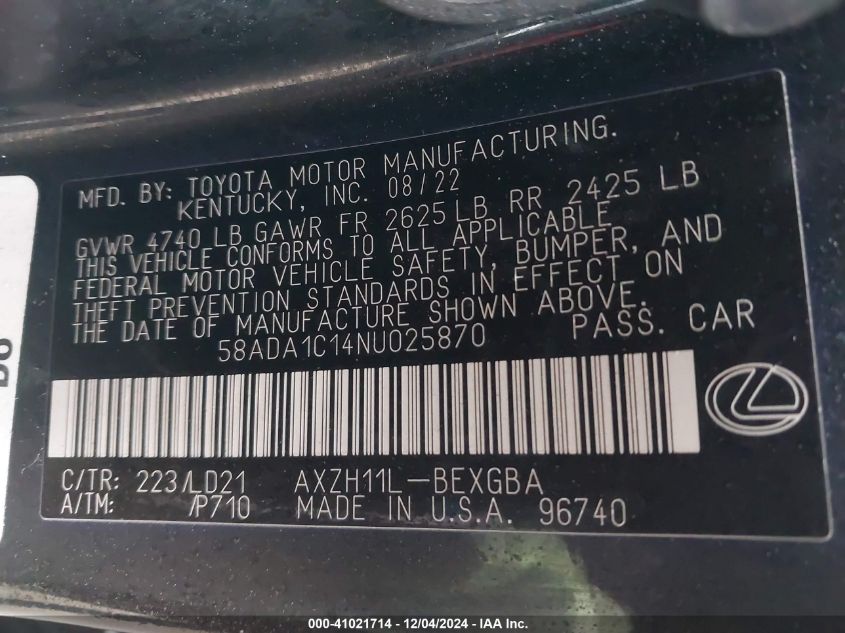 MFD. BY: TOYOTA MOTOR MANUFACTURING.
KENTUCKY, INC. 08/22
GVWR 4740 LB GAWR FR 2625 LB RR 2425 LB
THIS VEHICLE CONFORMS TO ALL APPLICABLE
FEDERAL MOTOR VEHICLE SAFETY, BUMPER, AND
THEFT PREVENTION STANDARDS IN EFFECT ON
THE DATE OF MANUFACTURE SHOWN ABOVE.
58ADA1C14NU025870 PASS. CAR
C/TR: 223/LD21 AXZH11L-BEXGBA
A/TM: /P710 MADE IN U.S.A. 96740
DO
000-41021714 - 12/04/2024 - IAA Inc.